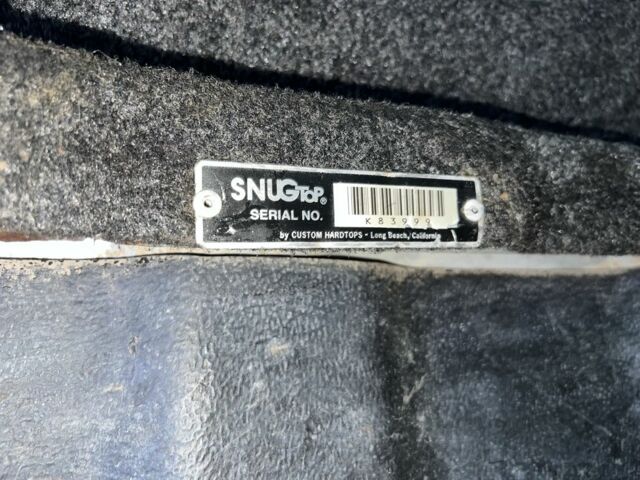 SNUGTOP®
SERIAL NO.
K83999
by CUSTOM HARDTOPS - Long Beach, California